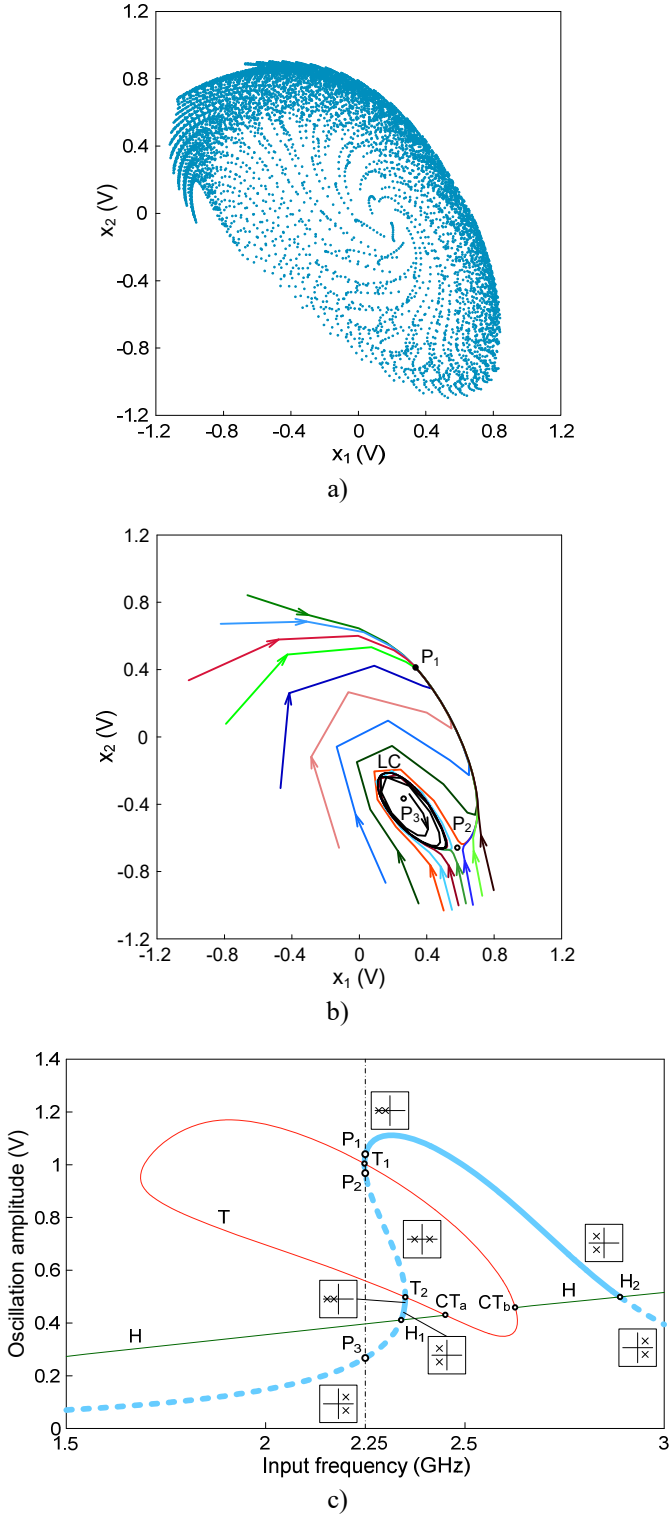 1.2
0.8
0.4
0
-0.4
-0.8
-1.2
x2 (V)
-1.2 -0.8 -0.4 0 0.4 0.8 1.2
x1 (V)
a)
1.2
0.8
0.4
0
-0.4
-0.8
-1.2
x2 (V)
P1
LC
P3
P2
-1.2 -0.8 -0.4 0 0.4 0.8 1.2
x1 (V)
b)
1.4
1.2
1
0.8
0.6
0.4
0.2
0
Oscillation amplitude (V)
P1
T1
P2
T
T2
CTa
CTb
H
H2
H
H1
P3
1.5 2 2.25 2.5 3
Input frequency (GHz)
c)